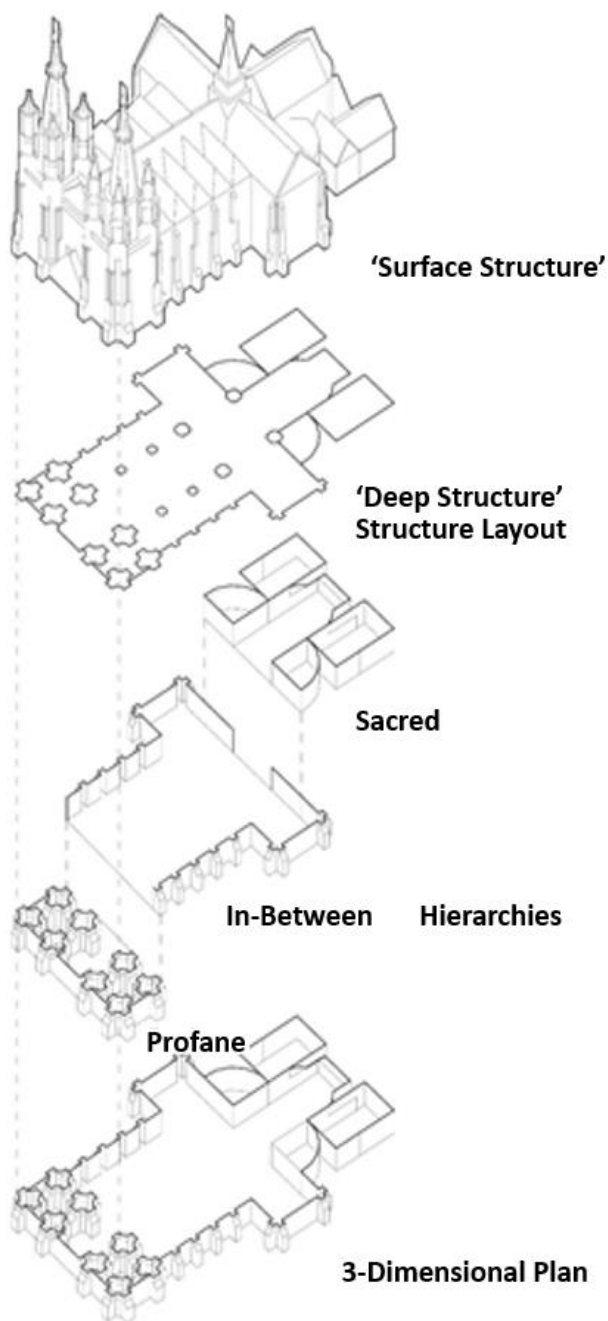 ‘Surface Structure’
‘Deep Structure’
Structure Layout
Sacred
In-Between Hierarchies
Profane
3-Dimensional Plan